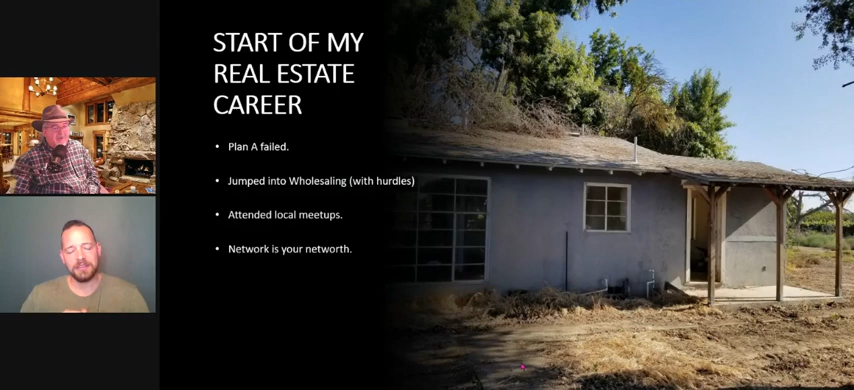 START OF MY
REAL ESTATE
CAREER
• Plan A failed.
• Jumped into Wholesaling (with hurdles)
• Attended local meetups.
• Network is your networth.